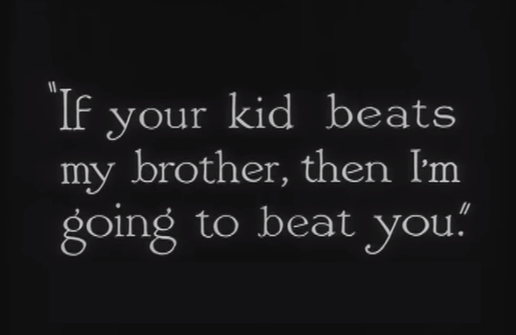 "If your kid beats
my brother, then I'm
going to beat you."